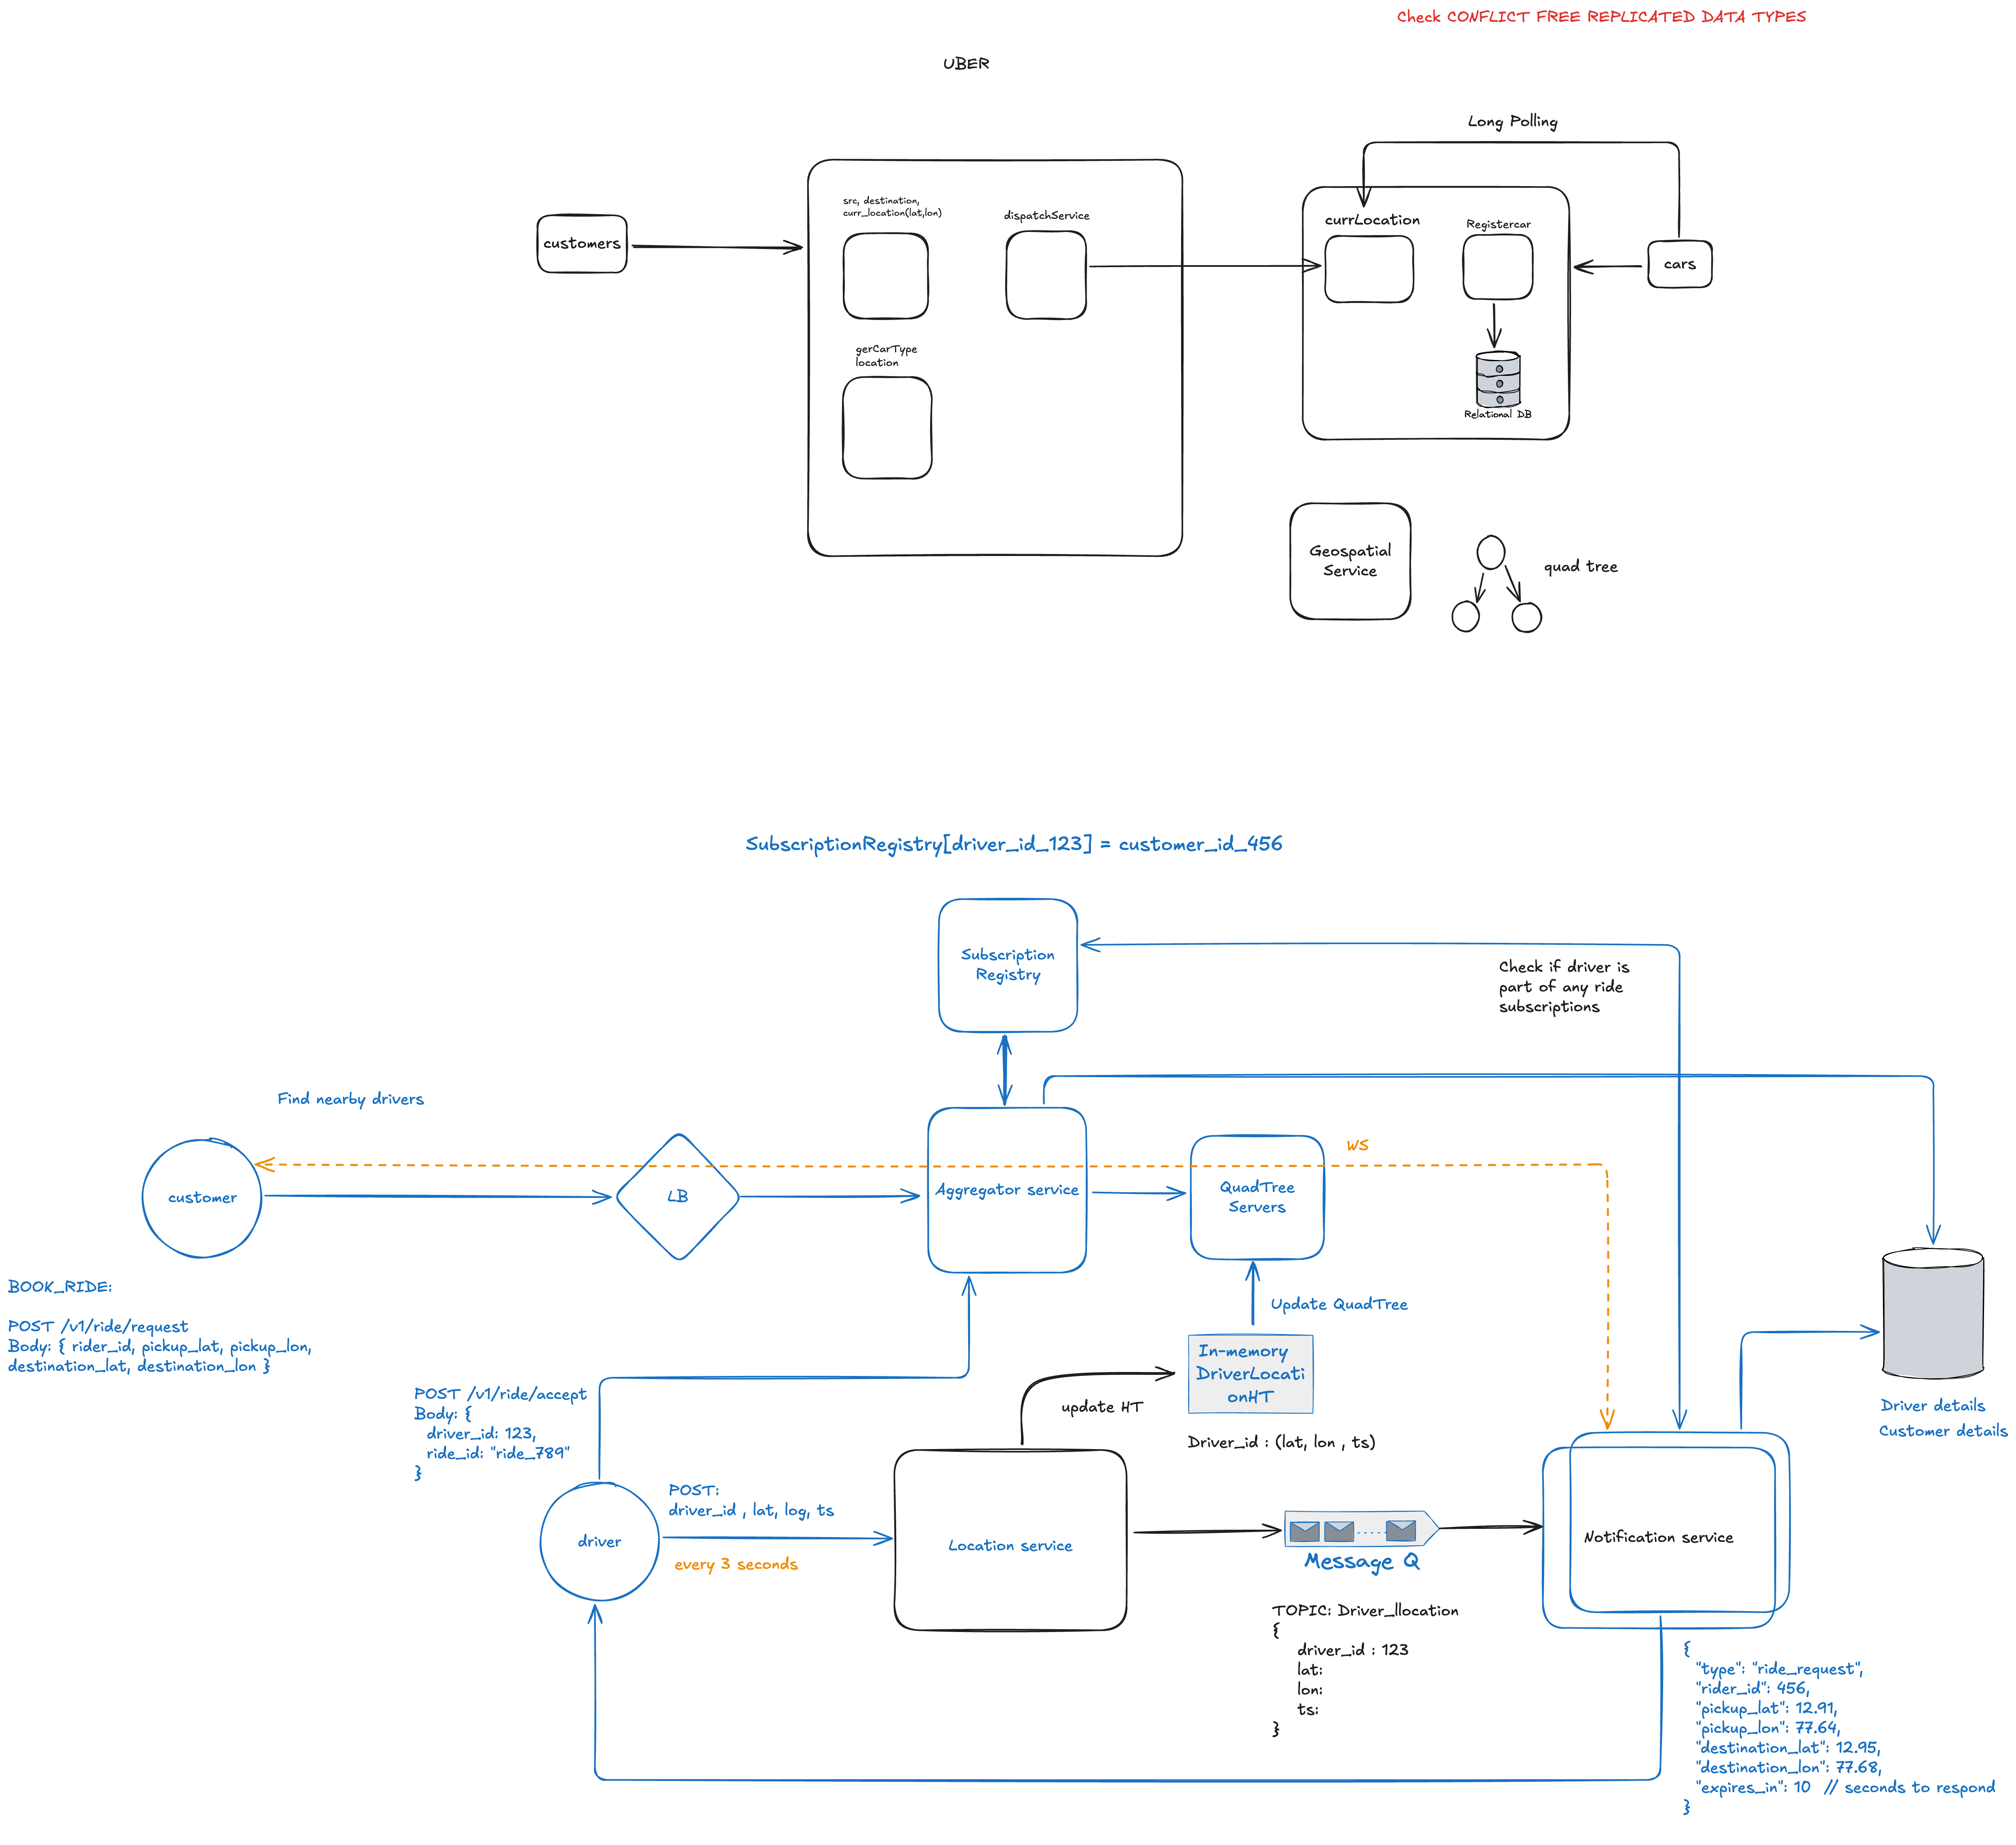 Check CONFLICT FREE REPLICATED DATA TYPES
UBER
Long Polling
src, destination,
curr_location(lat,lon)
dispatchService
currLocation
Registercar
customers
cars
gerCarType
location
Relational DB
Geospatial
Service
quad tree
SubscriptionRegistry[driver_id_123] = customer_id_456
Subscription
Registry
Check if driver is
part of any ride
subscriptions
Find nearby drivers
WS
customer
LB
Aggregator service
QuadTree
Servers
BOOK_RIDE:
POST /v1/ride/request
Body: { rider_id, pickup_lat, pickup_lon,
destination_lat, destination_lon }
Update QuadTree
In-memory
DriverLocati
onHT
POST /v1/ride/accept
Body: {
driver_id: 123,
ride_id: "ride_789"
}
update HT
Driver_id : (lat, lon , ts)
Driver details
Customer details
POST:
driver_id , lat, log, ts
driver
every 3 seconds
Location service
Message Q
Notification service
TOPIC: Driver_llocation
{
driver_id : 123
lat:
lon:
ts:
}
{
"type": "ride_request",
"rider_id": 456,
"pickup_lat": 12.91,
"pickup_lon": 77.64,
"destination_lat": 12.95,
"destination_lon": 77.68,
"expires_in": 10 // seconds to respond
}